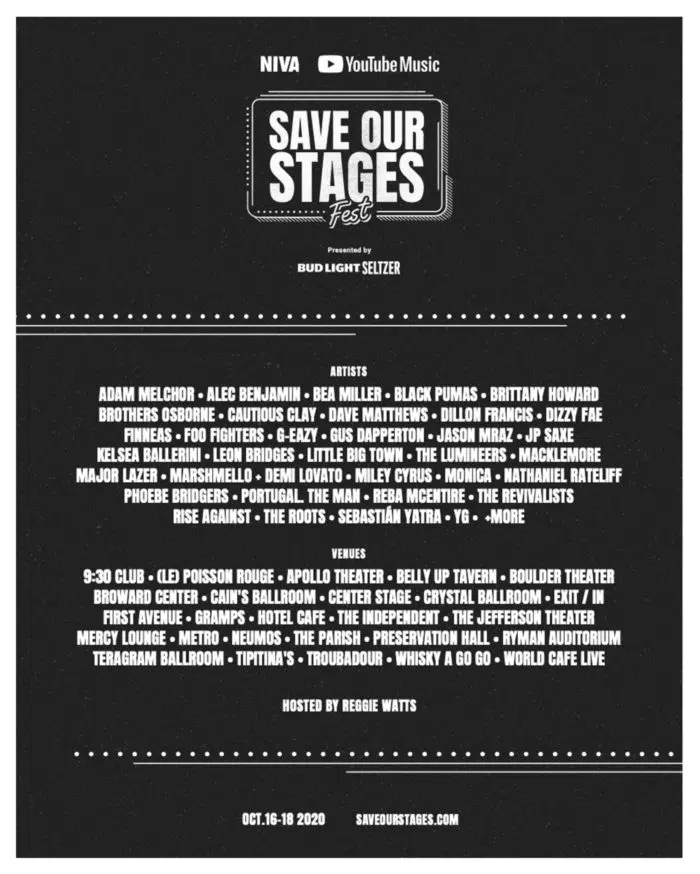 NIVA YouTube Music
SAVE OUR
STAGES
Fest
Presented by
BUD LIGHT SELTZER
ARTISTS
ADAM MELCHOR • ALEC BENJAMIN • BEA MILLER • BLACK PUMAS • BRITTANY HOWARD
BROTHERS OSBORNE • CAUTIOUS CLAY • DAVE MATTHEWS • DILLON FRANCIS • DIZZY FAE
FINNEAS • FOO FIGHTERS • G-EAZY • GUS DAPPERTON • JASON MRAZ • JP SAXE
KELSEA BALLERINI • LEON BRIDGES • LITTLE BIG TOWN • THE LUMINEERS • MACKLEMORE
MAJOR LAZER • MARSHMELLO + DEMI LOVATO • MILEY CYRUS • MONICA • NATHANIEL RATELIFF
PHOEBE BRIDGERS • PORTUGAL. THE MAN • REBA MCENTIRE • THE REVIVALISTS
RISE AGAINST • THE ROOTS • SEBASTIÁN YATRA • YG • +MORE
VENUES
9:30 CLUB • (LE) POISSON ROUGE • APOLLO THEATER • BELLY UP TAVERN • BOULDER THEATER
BROWARD CENTER • CAIN'S BALLROOM • CENTER STAGE • CRYSTAL BALLROOM • EXIT / IN
FIRST AVENUE • GRAMPS • HOTEL CAFE • THE INDEPENDENT • THE JEFFERSON THEATER
MERCY LOUNGE • METRO • NEUMOS • THE PARISH • PRESERVATION HALL • RYMAN AUDITORIUM
TERAGRAM BALLROOM • TIPITINA'S • TROUBADOUR • WHISKY A GO GO • WORLD CAFE LIVE
HOSTED BY REGGIE WATTS
OCT.16-18 2020 SAVEOURSTAGES.COM